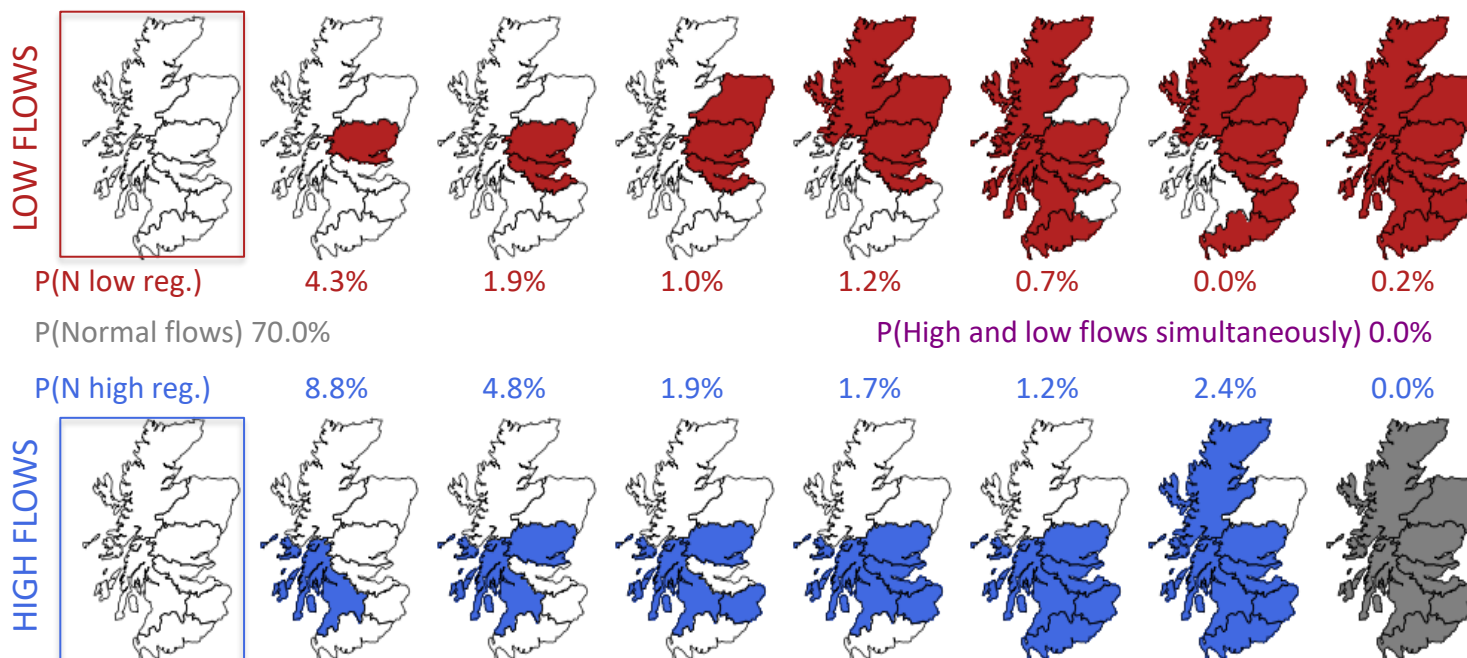 LOW FLOWS
P(N low reg.) 4.3% 1.9% 1.0% 1.2% 0.7% 0.0% 0.2%
P(Normal flows) 70.0% P(High and low flows simultaneously) 0.0%
P(N high reg.) 8.8% 4.8% 1.9% 1.7% 1.2% 2.4% 0.0%
HIGH FLOWS